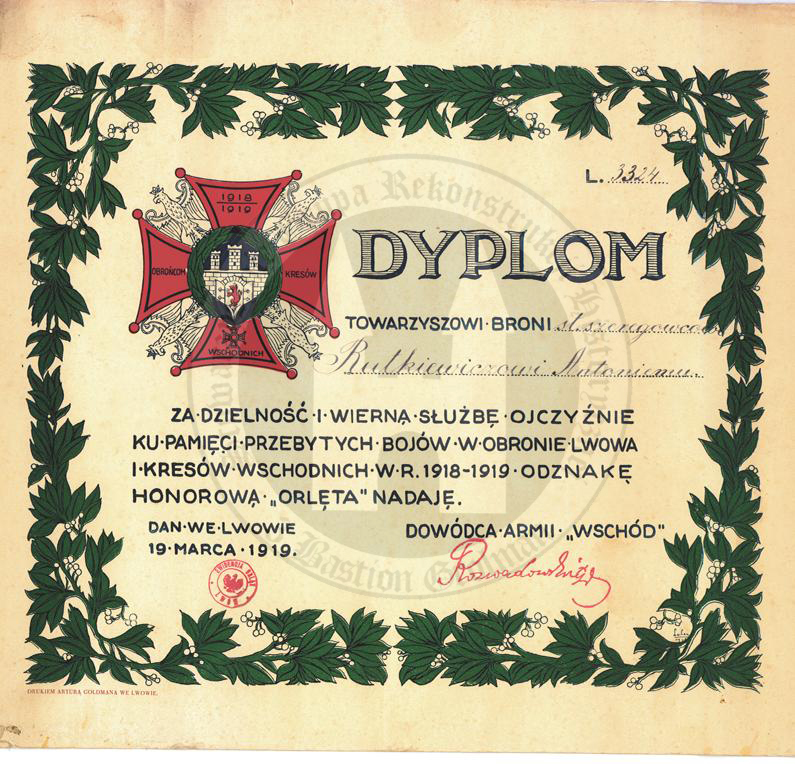 L. 3324
1918
1919
OBROŃCOM KRESÓW
WSCHODNICH
DYPLOM
TOWARZYSZOWI·BRONI st. szeregowcowi
Rutkiewiczowi Antoniemu.
ZA·DZIELNOŚĆ·I·WIERNĄ·SŁUŻBĘ·OJCZYŹNIE
KU·PAMIĘCI·PRZEBYTYCH·BOJÓW·W·OBRONIE·LWOWA
I·KRESÓW·WSCHODNICH·W·R.1918-1919·ODZNAKĘ
HONOROWĄ·„ORLĘTA" NADAJĘ.
DAN·WE·LWOWIE
19·MARCA·1919.
DOWÓDCA·ARMII·„WSCHÓD"
Rozwadowski
DRUKIEM ARTURA GOLDMANA WE LWOWIE.